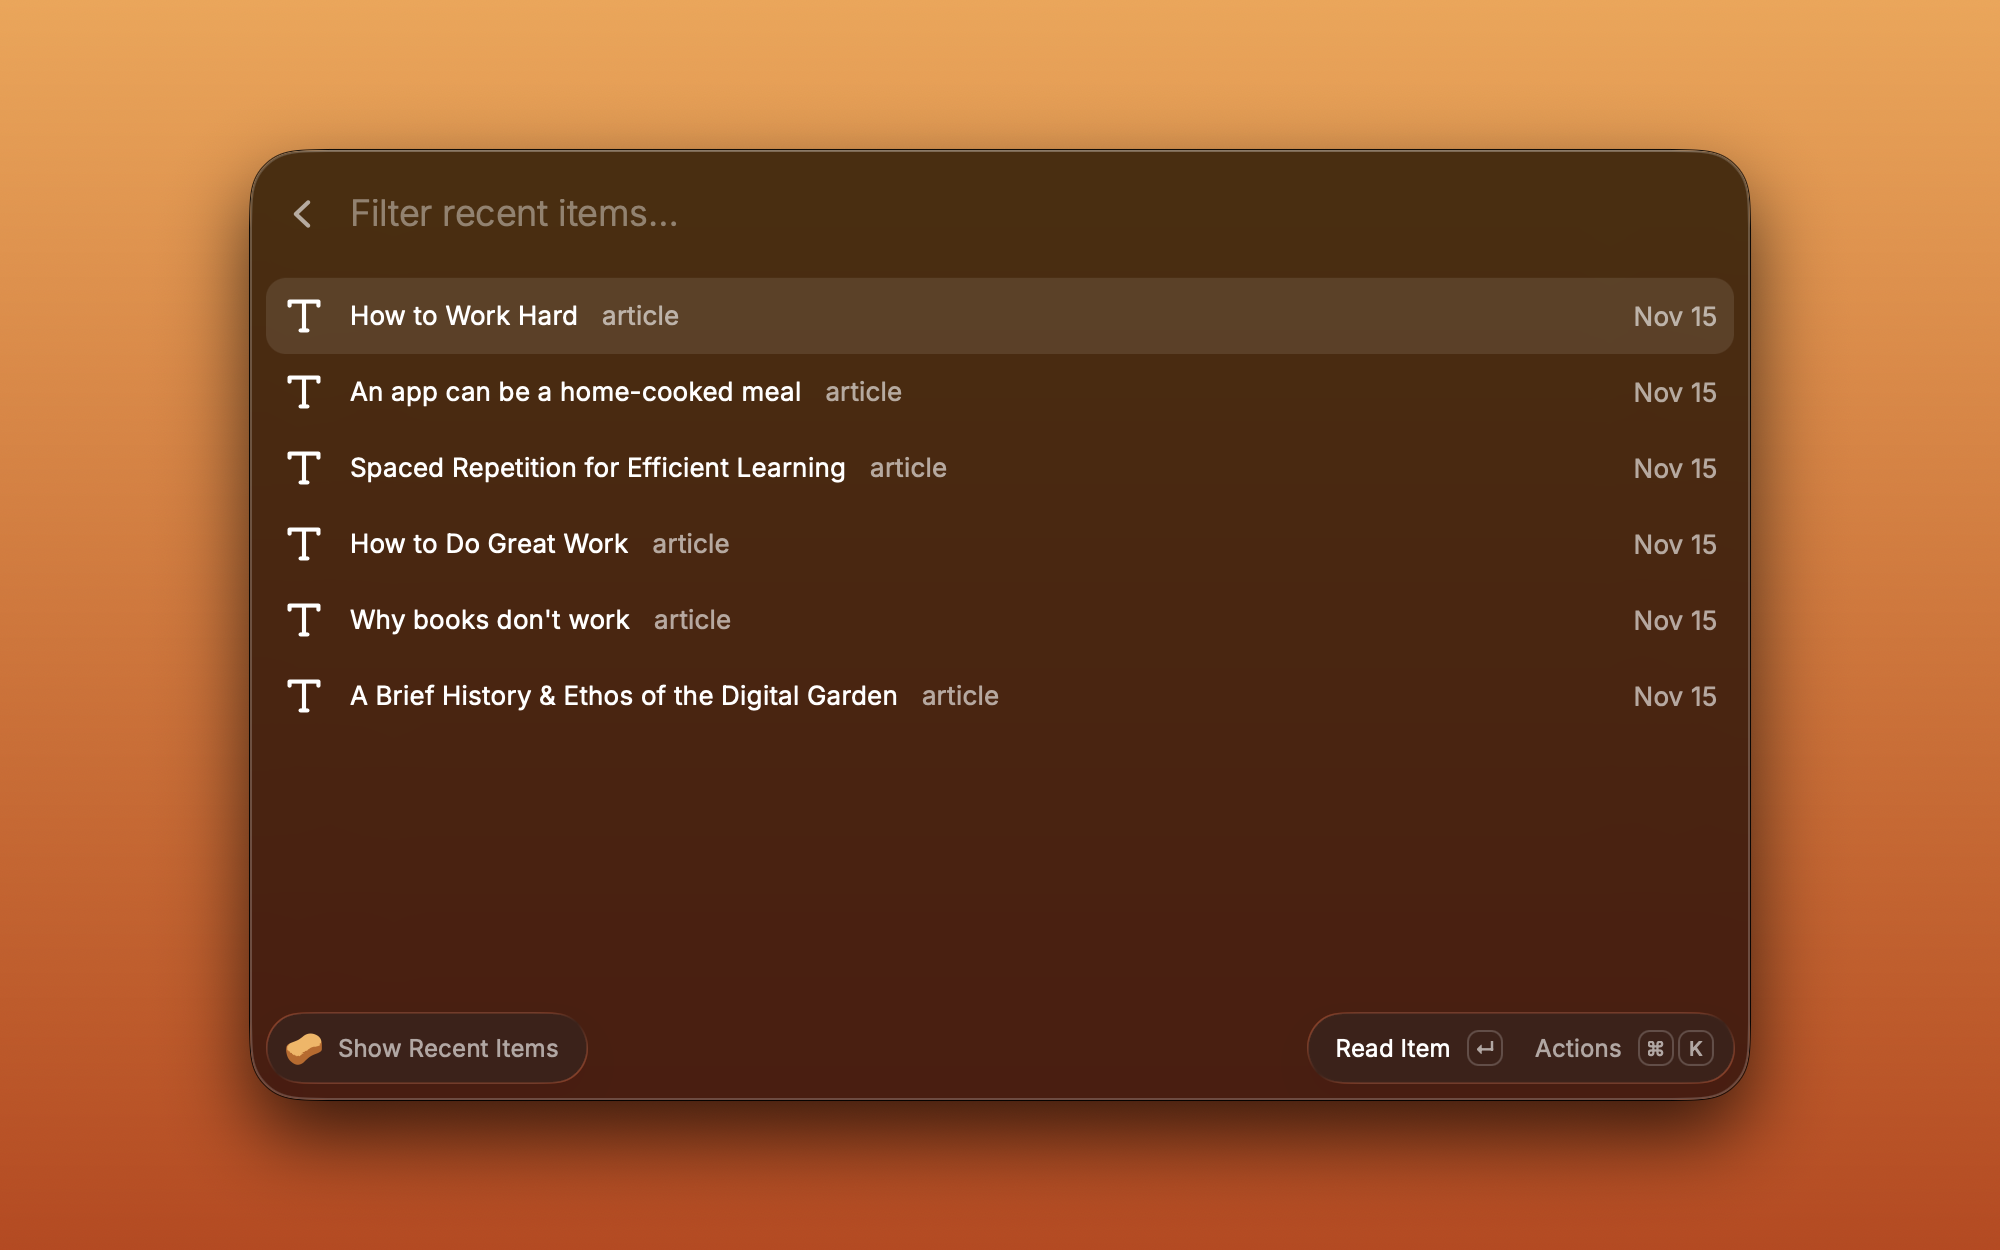 Filter recent items...
How to Work Hard article Nov 15
An app can be a home-cooked meal article Nov 15
Spaced Repetition for Efficient Learning article Nov 15
How to Do Great Work article Nov 15
Why books don't work article Nov 15
A Brief History & Ethos of the Digital Garden article Nov 15
Show Recent Items Read Item ↵ Actions ⌘ K